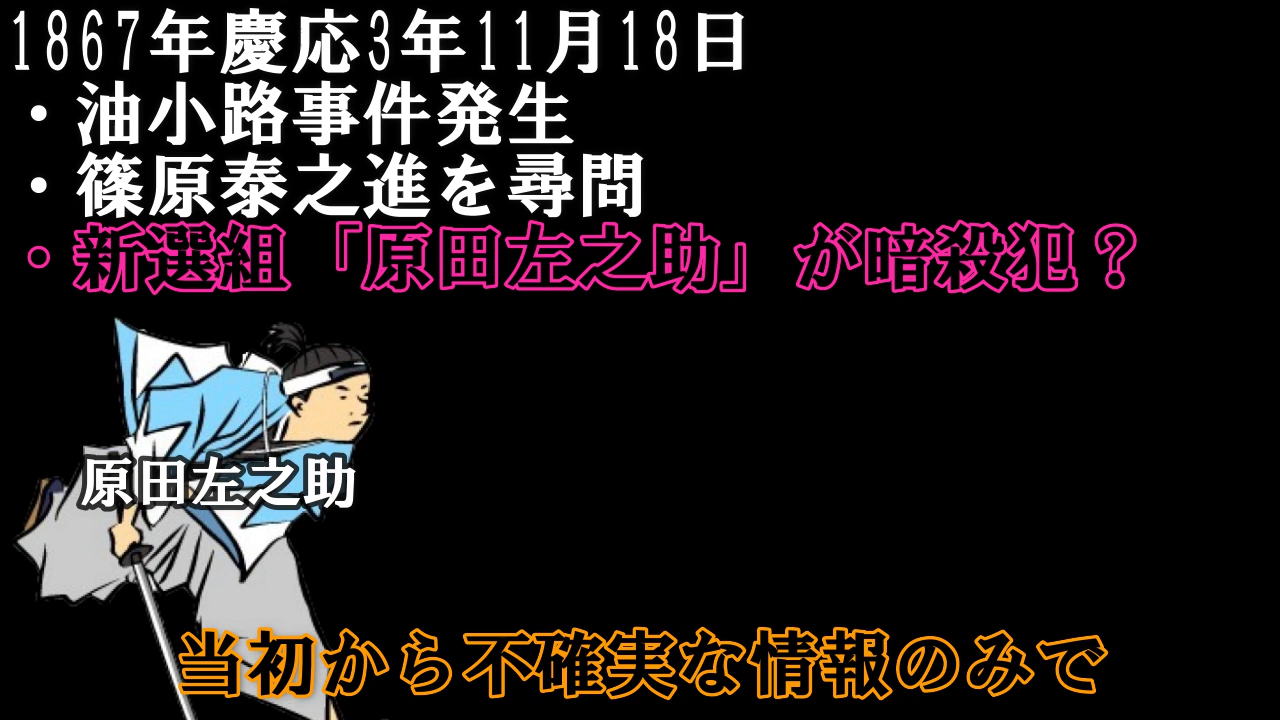 1867年慶応3年11月18日
・油小路事件発生
・篠原泰之進を尋問
・新選組「原田左之助」が暗殺犯？
原田左之助
当初から不確実な情報のみで